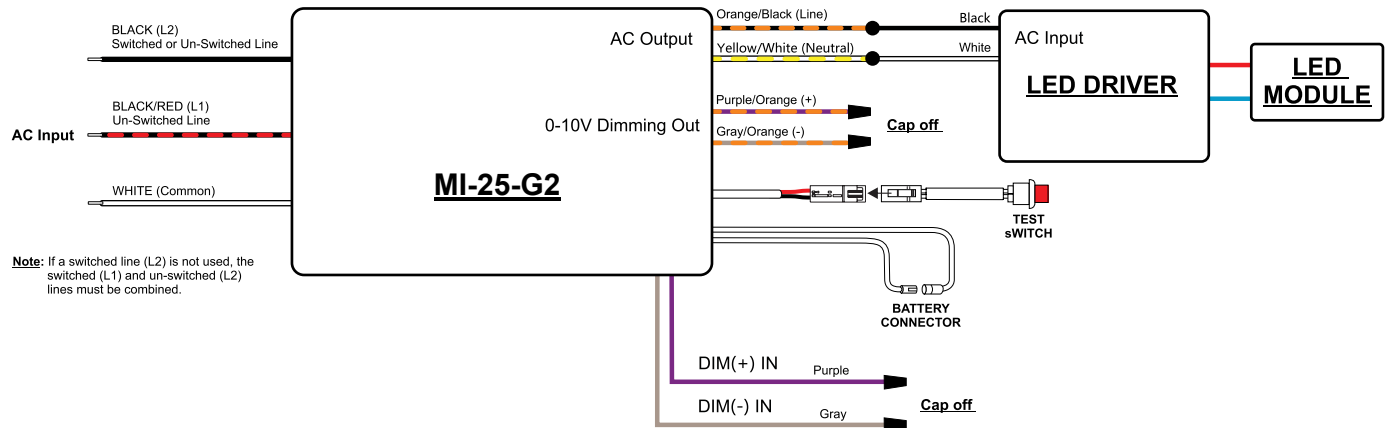 BLACK (L2)
Switched or Un-Switched Line
BLACK/RED (L1)
Un-Switched Line
AC Input
WHITE (Common)
Note: If a switched line (L2) is not used, the
switched (L1) and un-switched (L2)
lines must be combined.
MI-25-G2
AC Output
0-10V Dimming Out
Orange/Black (Line)
Yellow/White (Neutral)
Black
White
AC Input
LED DRIVER
LED
MODULE
Purple/Orange (+)
Gray/Orange (-)
Cap off
TEST
sWITCH
BATTERY
CONNECTOR
DIM(+) IN
Purple
DIM(-) IN
Gray
Cap off